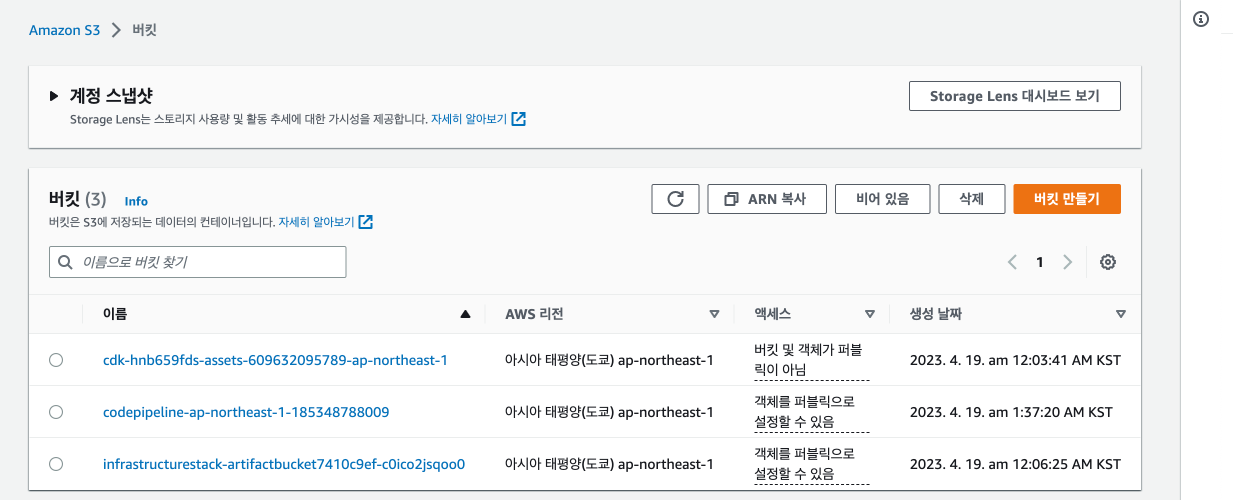 Amazon S3 > 버킷
계정 스냅샷
Storage Lens 대시보드 보기
Storage Lens는 스토리지 사용량 및 활동 추세에 대한 가시성을 제공합니다. 자세히 알아보기
버킷 (3) Info
ARN 복사 비어 있음 삭제 버킷 만들기
버킷은 S3에 저장되는 데이터의 컨테이너입니다. 자세히 알아보기
이름으로 버킷 찾기
1
이름 AWS 리전 액세스 생성 날짜
cdk-hnb659fds-assets-609632095789-ap-northeast-1 아시아 태평양(도쿄) ap-northeast-1 버킷 및 객체가 퍼블
릭이 아님 2023. 4. 19. am 12:03:41 AM KST
codepipeline-ap-northeast-1-185348788009 아시아 태평양(도쿄) ap-northeast-1 객체를 퍼블릭으로
설정할 수 있음 2023. 4. 19. am 1:37:20 AM KST
infrastructurestack-artifactbucket7410c9ef-c0ico2jsqoo0 아시아 태평양(도쿄) ap-northeast-1 객체를 퍼블릭으로
설정할 수 있음 2023. 4. 19. am 12:06:25 AM KST